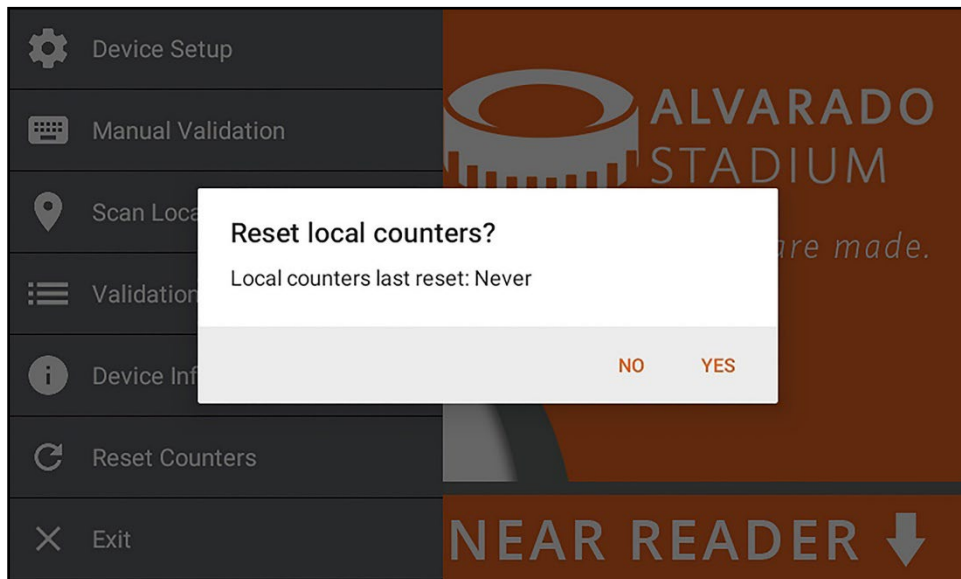 Device Setup
Manual Validation
Scan Loca
Validation
Device Inf
Reset Counters
Exit
ALVARADO
STADIUM
are made.
Reset local counters?
Local counters last reset: Never
NO YES
NEAR READER